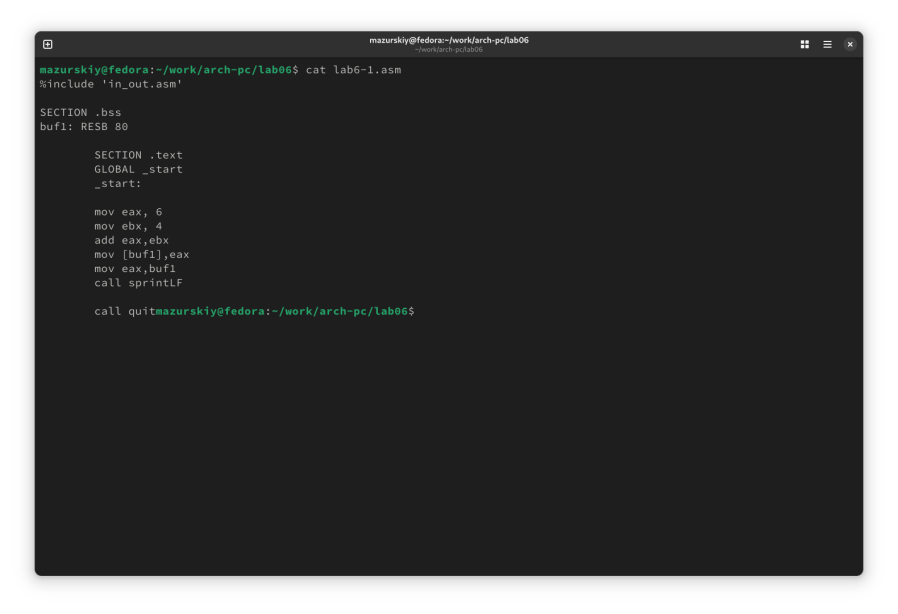 mazurskiy@fedora:~/work/arch-pc/lab06
~/work/arch-pc/lab06
mazurskiy@fedora:~/work/arch-pc/lab06$ cat lab6-1.asm
%include 'in_out.asm'
SECTION .bss
buf1: RESB 80
SECTION .text
GLOBAL _start
_start:
mov eax, 6
mov ebx, 4
add eax,ebx
mov [buf1],eax
mov eax,buf1
call sprintLF
call quitmazurskiy@fedora:~/work/arch-pc/lab06$